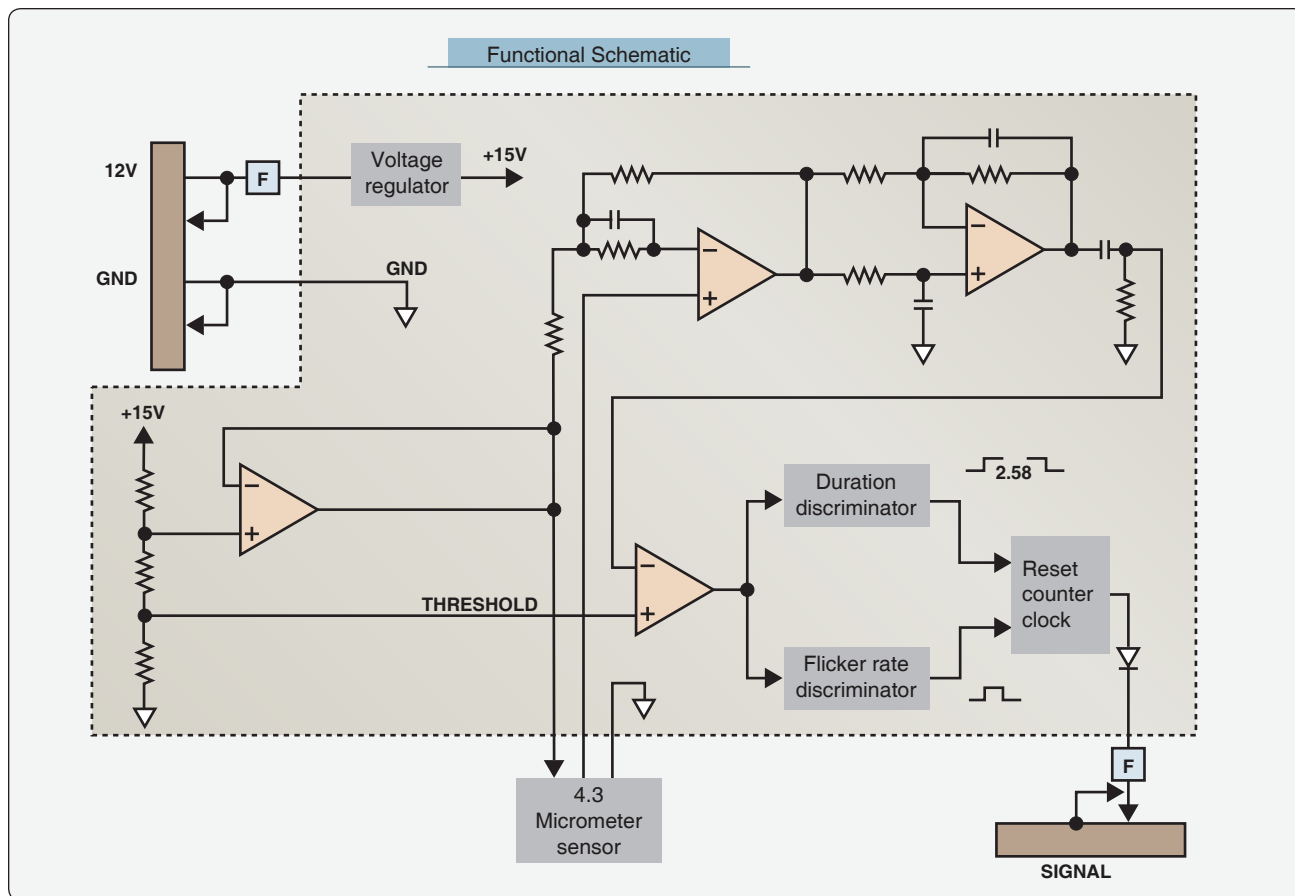 Functional Schematic
12V
F
Voltage
regulator
+15V
GND
GND
−
+
−
+
+15V
−
+
THRESHOLD
−
+
Duration
discriminator
2.58
Reset
counter
clock
Flicker rate
discriminator
4.3
Micrometer
sensor
F
SIGNAL